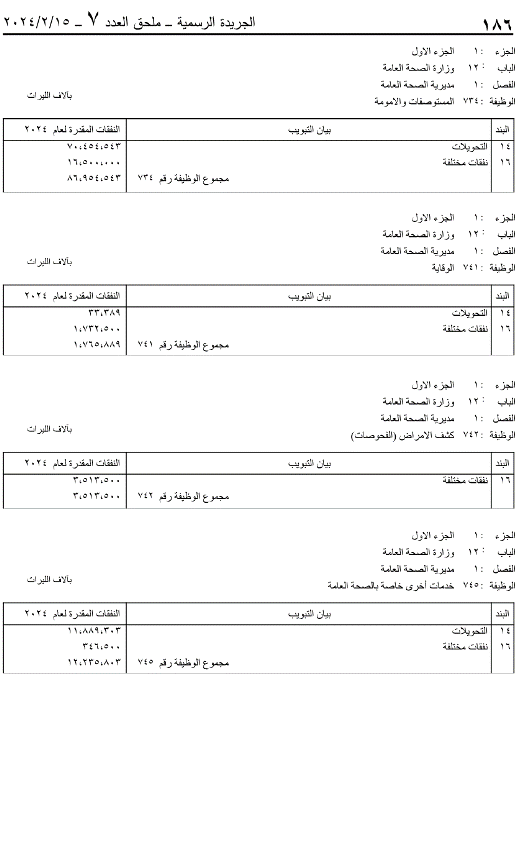 ١٨٦ الجريدة الرسمية ــ ملحق العدد ٧ ــ ٢٠٢٤/٢/١٥
الجزء : ١ الجزء الاول
الباب : ١٢ وزارة الصحة العامة
الفصل : ١ مديرية الصحة العامة
الوظيفة : ٧٣٤ المستوصفات والامومة
بآلاف الليرات
البند بيان التبويب النفقات المقدرة لعام ٢٠٢٤
١٤ التحويلات ٧٠،٤٥٤،٥٤٣
١٦ نفقات مختلفة ١٦،٥٠٠،٠٠٠
مجموع الوظيفة رقم ٧٣٤ ٨٦،٩٥٤،٥٤٣
الجزء : ١ الجزء الاول
الباب : ١٢ وزارة الصحة العامة
الفصل : ١ مديرية الصحة العامة
الوظيفة : ٧٤١ الوقاية
بآلاف الليرات
البند بيان التبويب النفقات المقدرة لعام ٢٠٢٤
١٤ التحويلات ٣٣،٣٨٩
١٦ نفقات مختلفة ١،٧٣٢،٥٠٠
مجموع الوظيفة رقم ٧٤١ ١،٧٦٥،٨٨٩
الجزء : ١ الجزء الاول
الباب : ١٢ وزارة الصحة العامة
الفصل : ١ مديرية الصحة العامة
الوظيفة : ٧٤٢ كشف الامراض (الفحوصات)
بآلاف الليرات
البند بيان التبويب النفقات المقدرة لعام ٢٠٢٤
١٦ نفقات مختلفة ٣،٥١٣،٥٠٠
مجموع الوظيفة رقم ٧٤٢ ٣،٥١٣،٥٠٠
الجزء : ١ الجزء الاول
الباب : ١٢ وزارة الصحة العامة
الفصل : ١ مديرية الصحة العامة
الوظيفة : ٧٤٥ خدمات أخرى خاصة بالصحة العامة
بآلاف الليرات
البند بيان التبويب النفقات المقدرة لعام ٢٠٢٤
١٤ التحويلات ١١،٨٨٩،٣٠٣
١٦ نفقات مختلفة ٣٤٦،٥٠٠
مجموع الوظيفة رقم ٧٤٥ ١٢،٢٣٥،٨٠٣